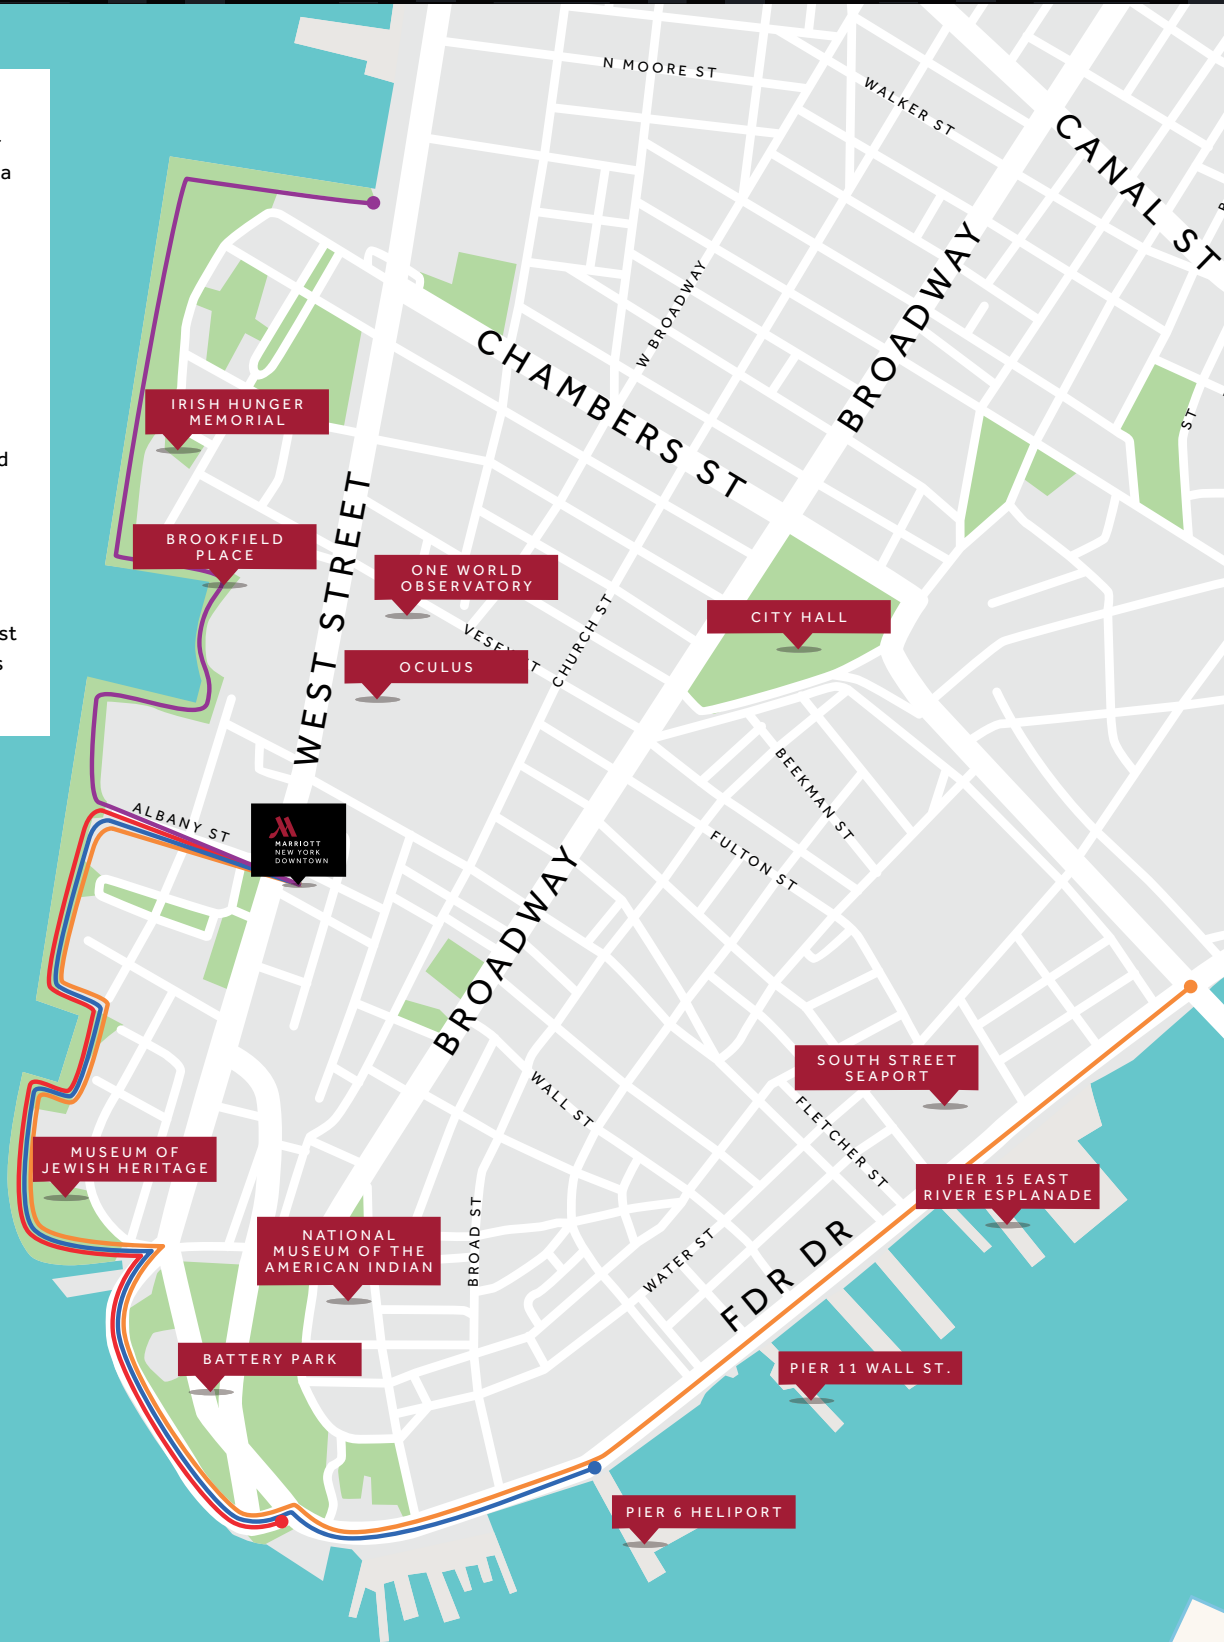 a
d
st
s
N MOORE ST
WALKER ST
CANAL ST
BROADWAY
W BROADWAY
CHAMBERS ST
ST
IRISH HUNGER
MEMORIAL
WEST STREET
BROOKFIELD
PLACE
ONE WORLD
OBSERVATORY
CHURCH ST
CITY HALL
OCULUS
BEEKMAN ST
ALBANY ST
MARRIOTT
NEW YORK
DOWNTOWN
FULTON ST
BROADWAY
SOUTH STREET
SEAPORT
WALL ST
FLETCHER ST
MUSEUM OF
JEWISH HERITAGE
PIER 15 EAST
RIVER ESPLANADE
NATIONAL
MUSEUM OF THE
AMERICAN INDIAN
BROAD ST
WATER ST
FDR DR
BATTERY PARK
PIER 11 WALL ST.
PIER 6 HELIPORT